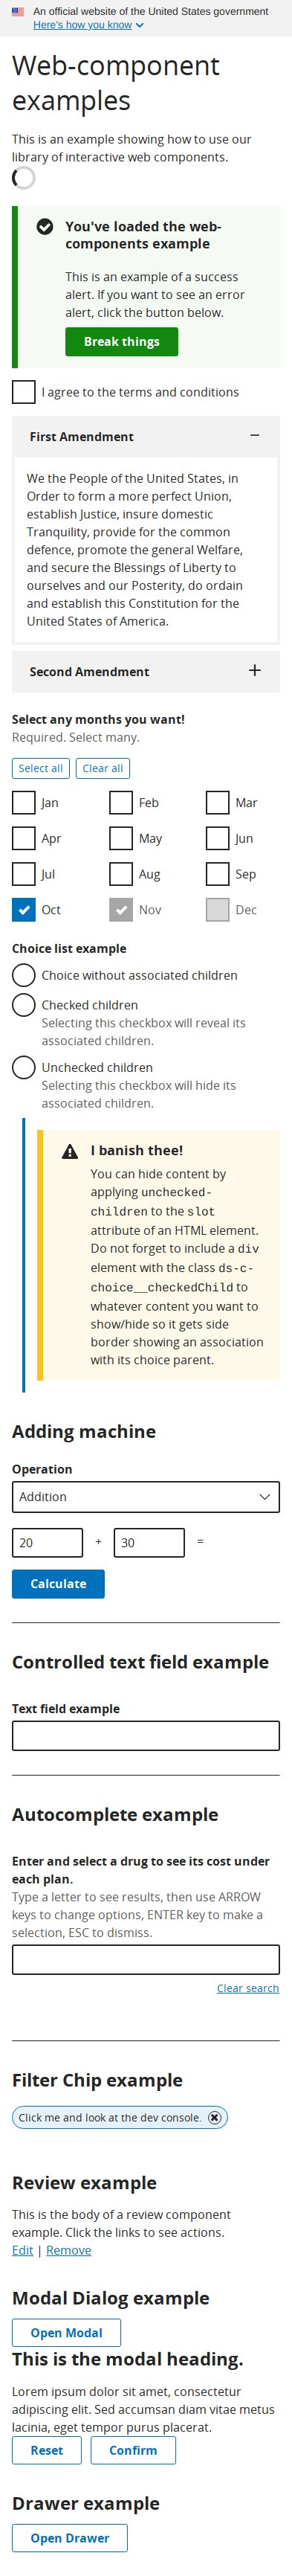 An official website of the United States government
Here's how you know
Web-component
examples
This is an example showing how to use our
library of interactive web components.
You've loaded the web-
components example
This is an example of a success
alert. If you want to see an error
alert, click the button below.
Break things
I agree to the terms and conditions
First Amendment
We the People of the United States, in
Order to form a more perfect Union,
establish Justice, insure domestic
Tranquility, provide for the common
defence, promote the general Welfare,
and secure the Blessings of Liberty to
ourselves and our Posterity, do ordain
and establish this Constitution for the
United States of America.
Second Amendment
Select any months you want!
Required. Select many.
Select all Clear all
Jan Feb Mar
Apr May Jun
Jul Aug Sep
Oct Nov Dec
Choice list example
Choice without associated children
Checked children
Selecting this checkbox will reveal its
associated children.
Unchecked children
Selecting this checkbox will hide its
associated children.
I banish thee!
You can hide content by
applying unchecked-
children to the slot
attribute of an HTML element.
Do not forget to include a div
element with the class ds-c-
choice__checkedChild to
whatever content you want to
show/hide so it gets side
border showing an association
with its choice parent.
Adding machine
Operation
Addition
20 + 30 =
Calculate
Controlled text field example
Text field example
Autocomplete example
Enter and select a drug to see its cost under
each plan.
Type a letter to see results, then use ARROW
keys to change options, ENTER key to make a
selection, ESC to dismiss.
Clear search
Filter Chip example
Click me and look at the dev console.
Review example
This is the body of a review component
example. Click the links to see actions.
Edit | Remove
Modal Dialog example
Open Modal
This is the modal heading.
Lorem ipsum dolor sit amet, consectetur
adipiscing elit. Sed accumsan diam vitae metus
lacinia, eget tempor purus placerat.
Reset Confirm
Drawer example
Open Drawer